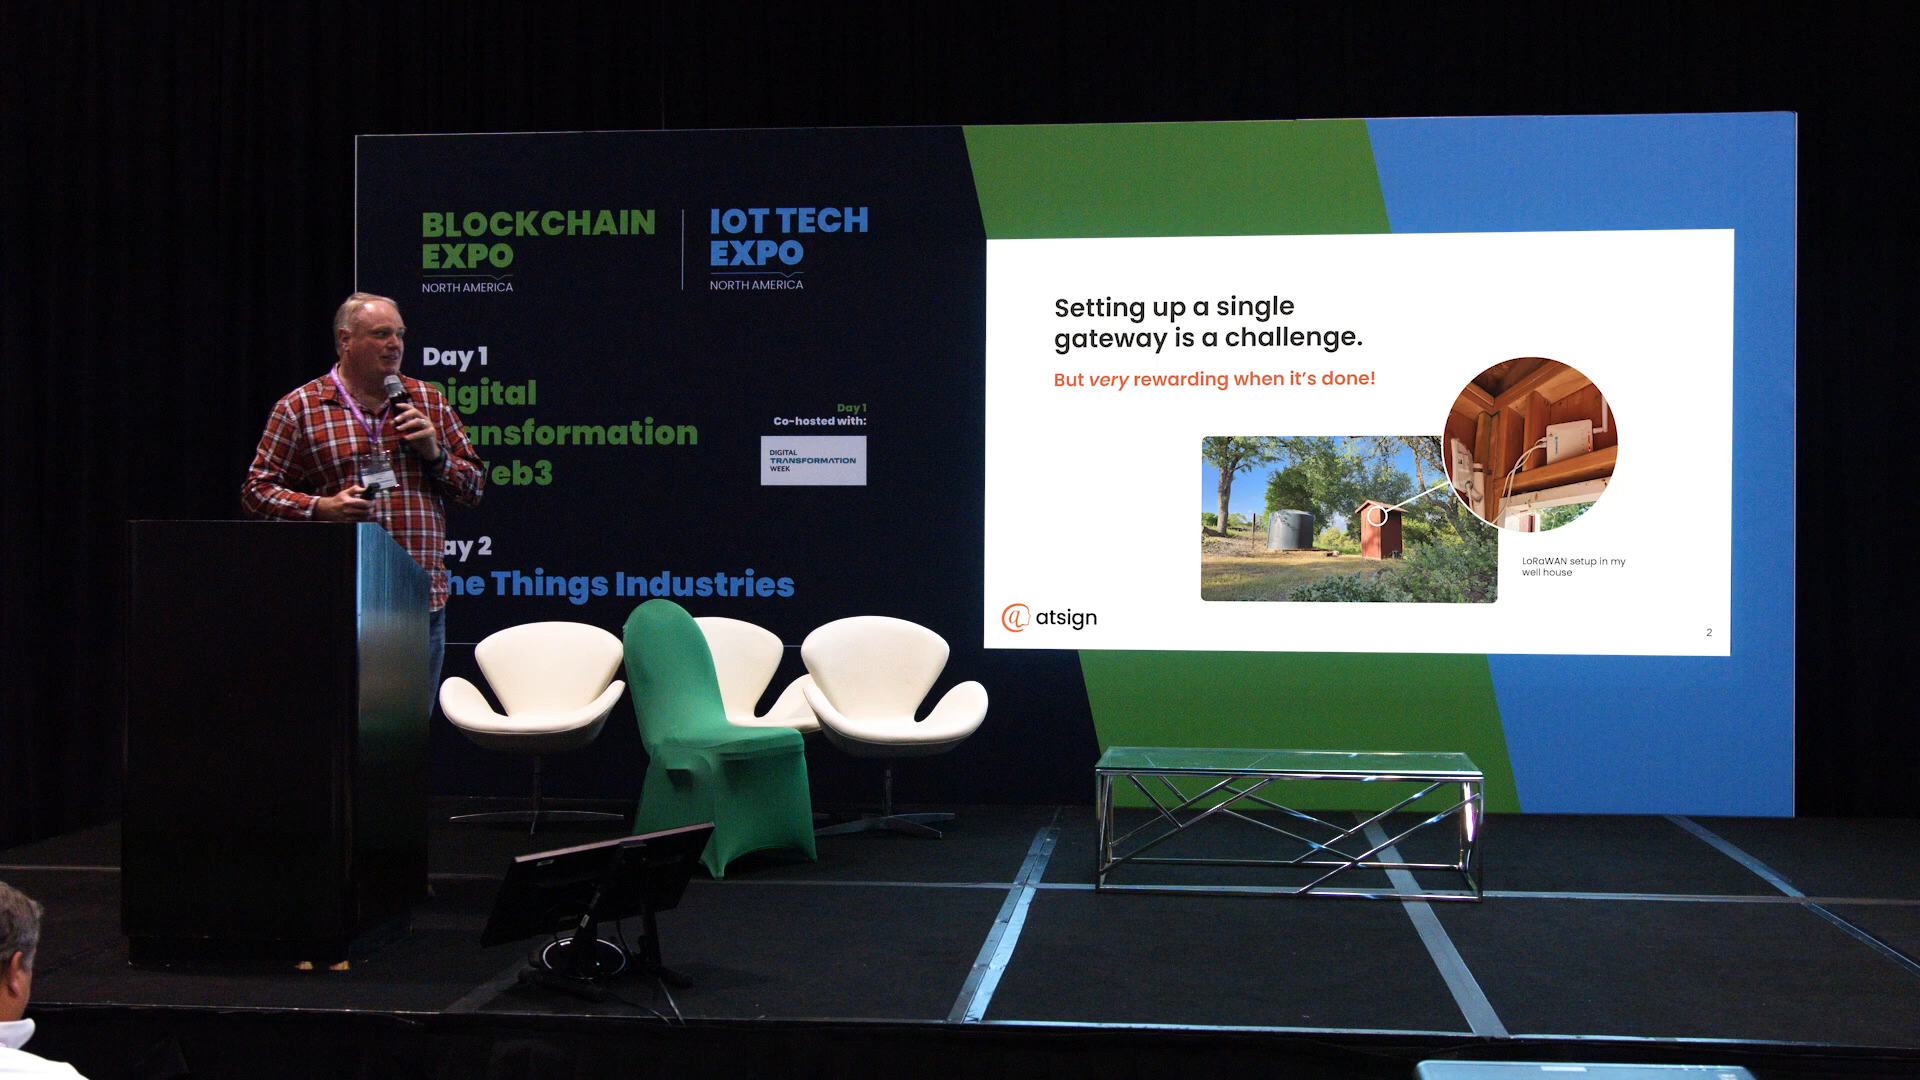 BLOCKCHAIN
EXPO
NORTH AMERICA
IOT TECH
EXPO
NORTH AMERICA
Day 1
igital
ansformation
eb3
Day 1
Co-hosted with:
DIGITAL
TRANSFORMATION
WEEK
ay 2
he Things Industries
Setting up a single
gateway is a challenge.
But very rewarding when it's done!
LoRaWAN setup in my
well house
@ atsign
2